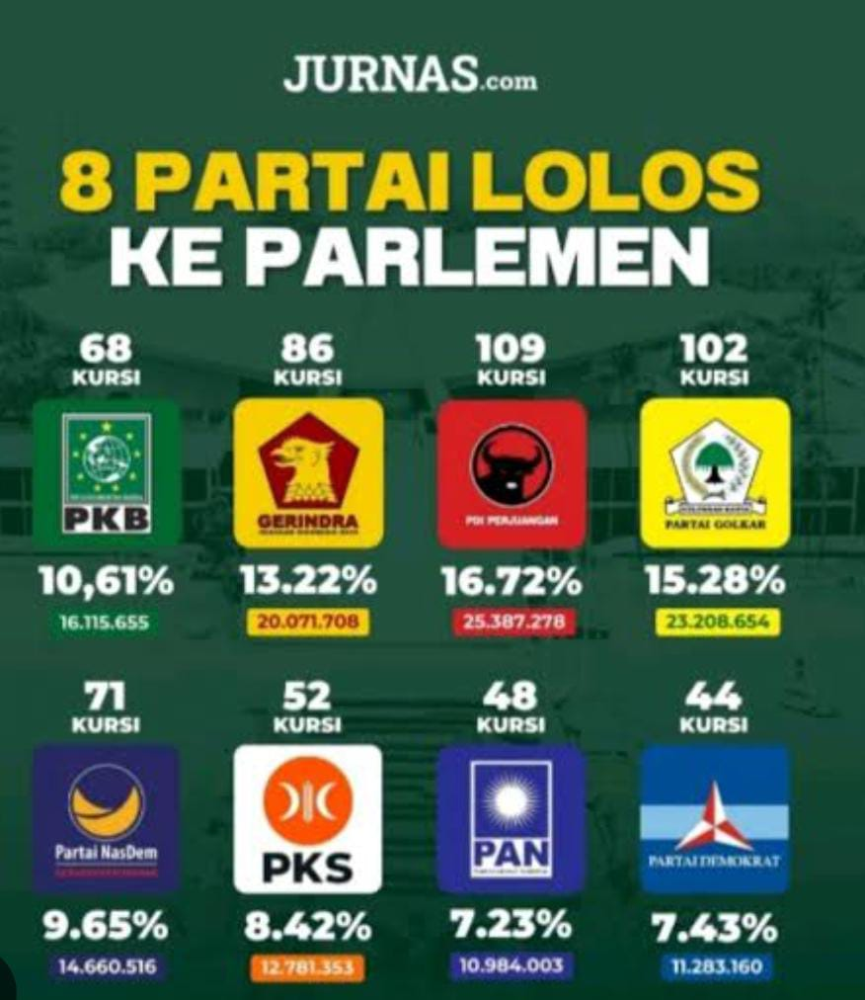 JURNAS.com
8 PARTAI LOLOS
KE PARLEMEN
68
KURSI
PKB
10,61%
16.115.655
86
KURSI
GERINDRA
13.22%
20.071.708
109
KURSI
PDI PERJUANGAN
16.72%
25.387.278
102
KURSI
PARTAI GOLKAR
15.28%
23.208.654
71
KURSI
Partai NasDem
9.65%
14.660.516
52
KURSI
PKS
8.42%
12.781.353
48
KURSI
PAN
7.23%
10.984.003
44
KURSI
PARTAI DEMOKRAT
7.43%
11.283.160